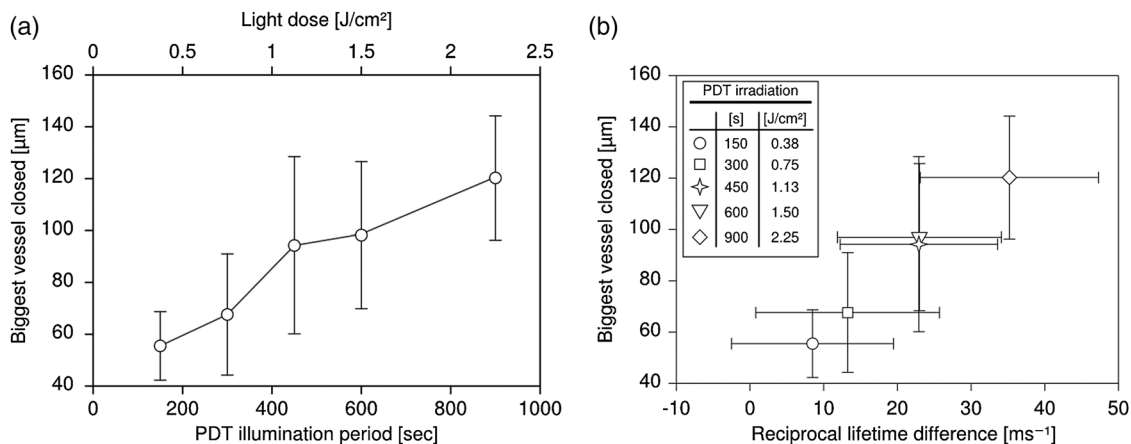 (a)
Light dose [J/cm²]
0 0.5 1 1.5 2 2.5
160
140
120
100
80
60
40
Biggest vessel closed [µm]
0 200 400 600 800 1000
PDT illumination period [sec]
(b)
160
140
120
100
80
60
40
Biggest vessel closed [µm]
PDT irradiation
[s] [J/cm²]
150 0.38
300 0.75
450 1.13
600 1.50
900 2.25
-10 0 10 20 30 40 50
Reciprocal lifetime difference [ms⁻¹]